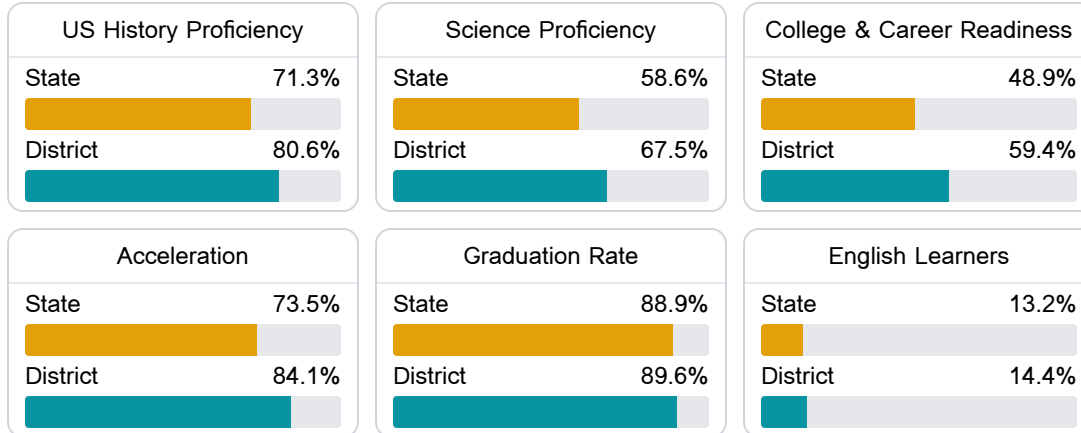 US History Proficiency
State 71.3%
District 80.6%
Science Proficiency
State 58.6%
District 67.5%
College & Career Readiness
State 48.9%
District 59.4%
Acceleration
State 73.5%
District 84.1%
Graduation Rate
State 88.9%
District 89.6%
English Learners
State 13.2%
District 14.4%